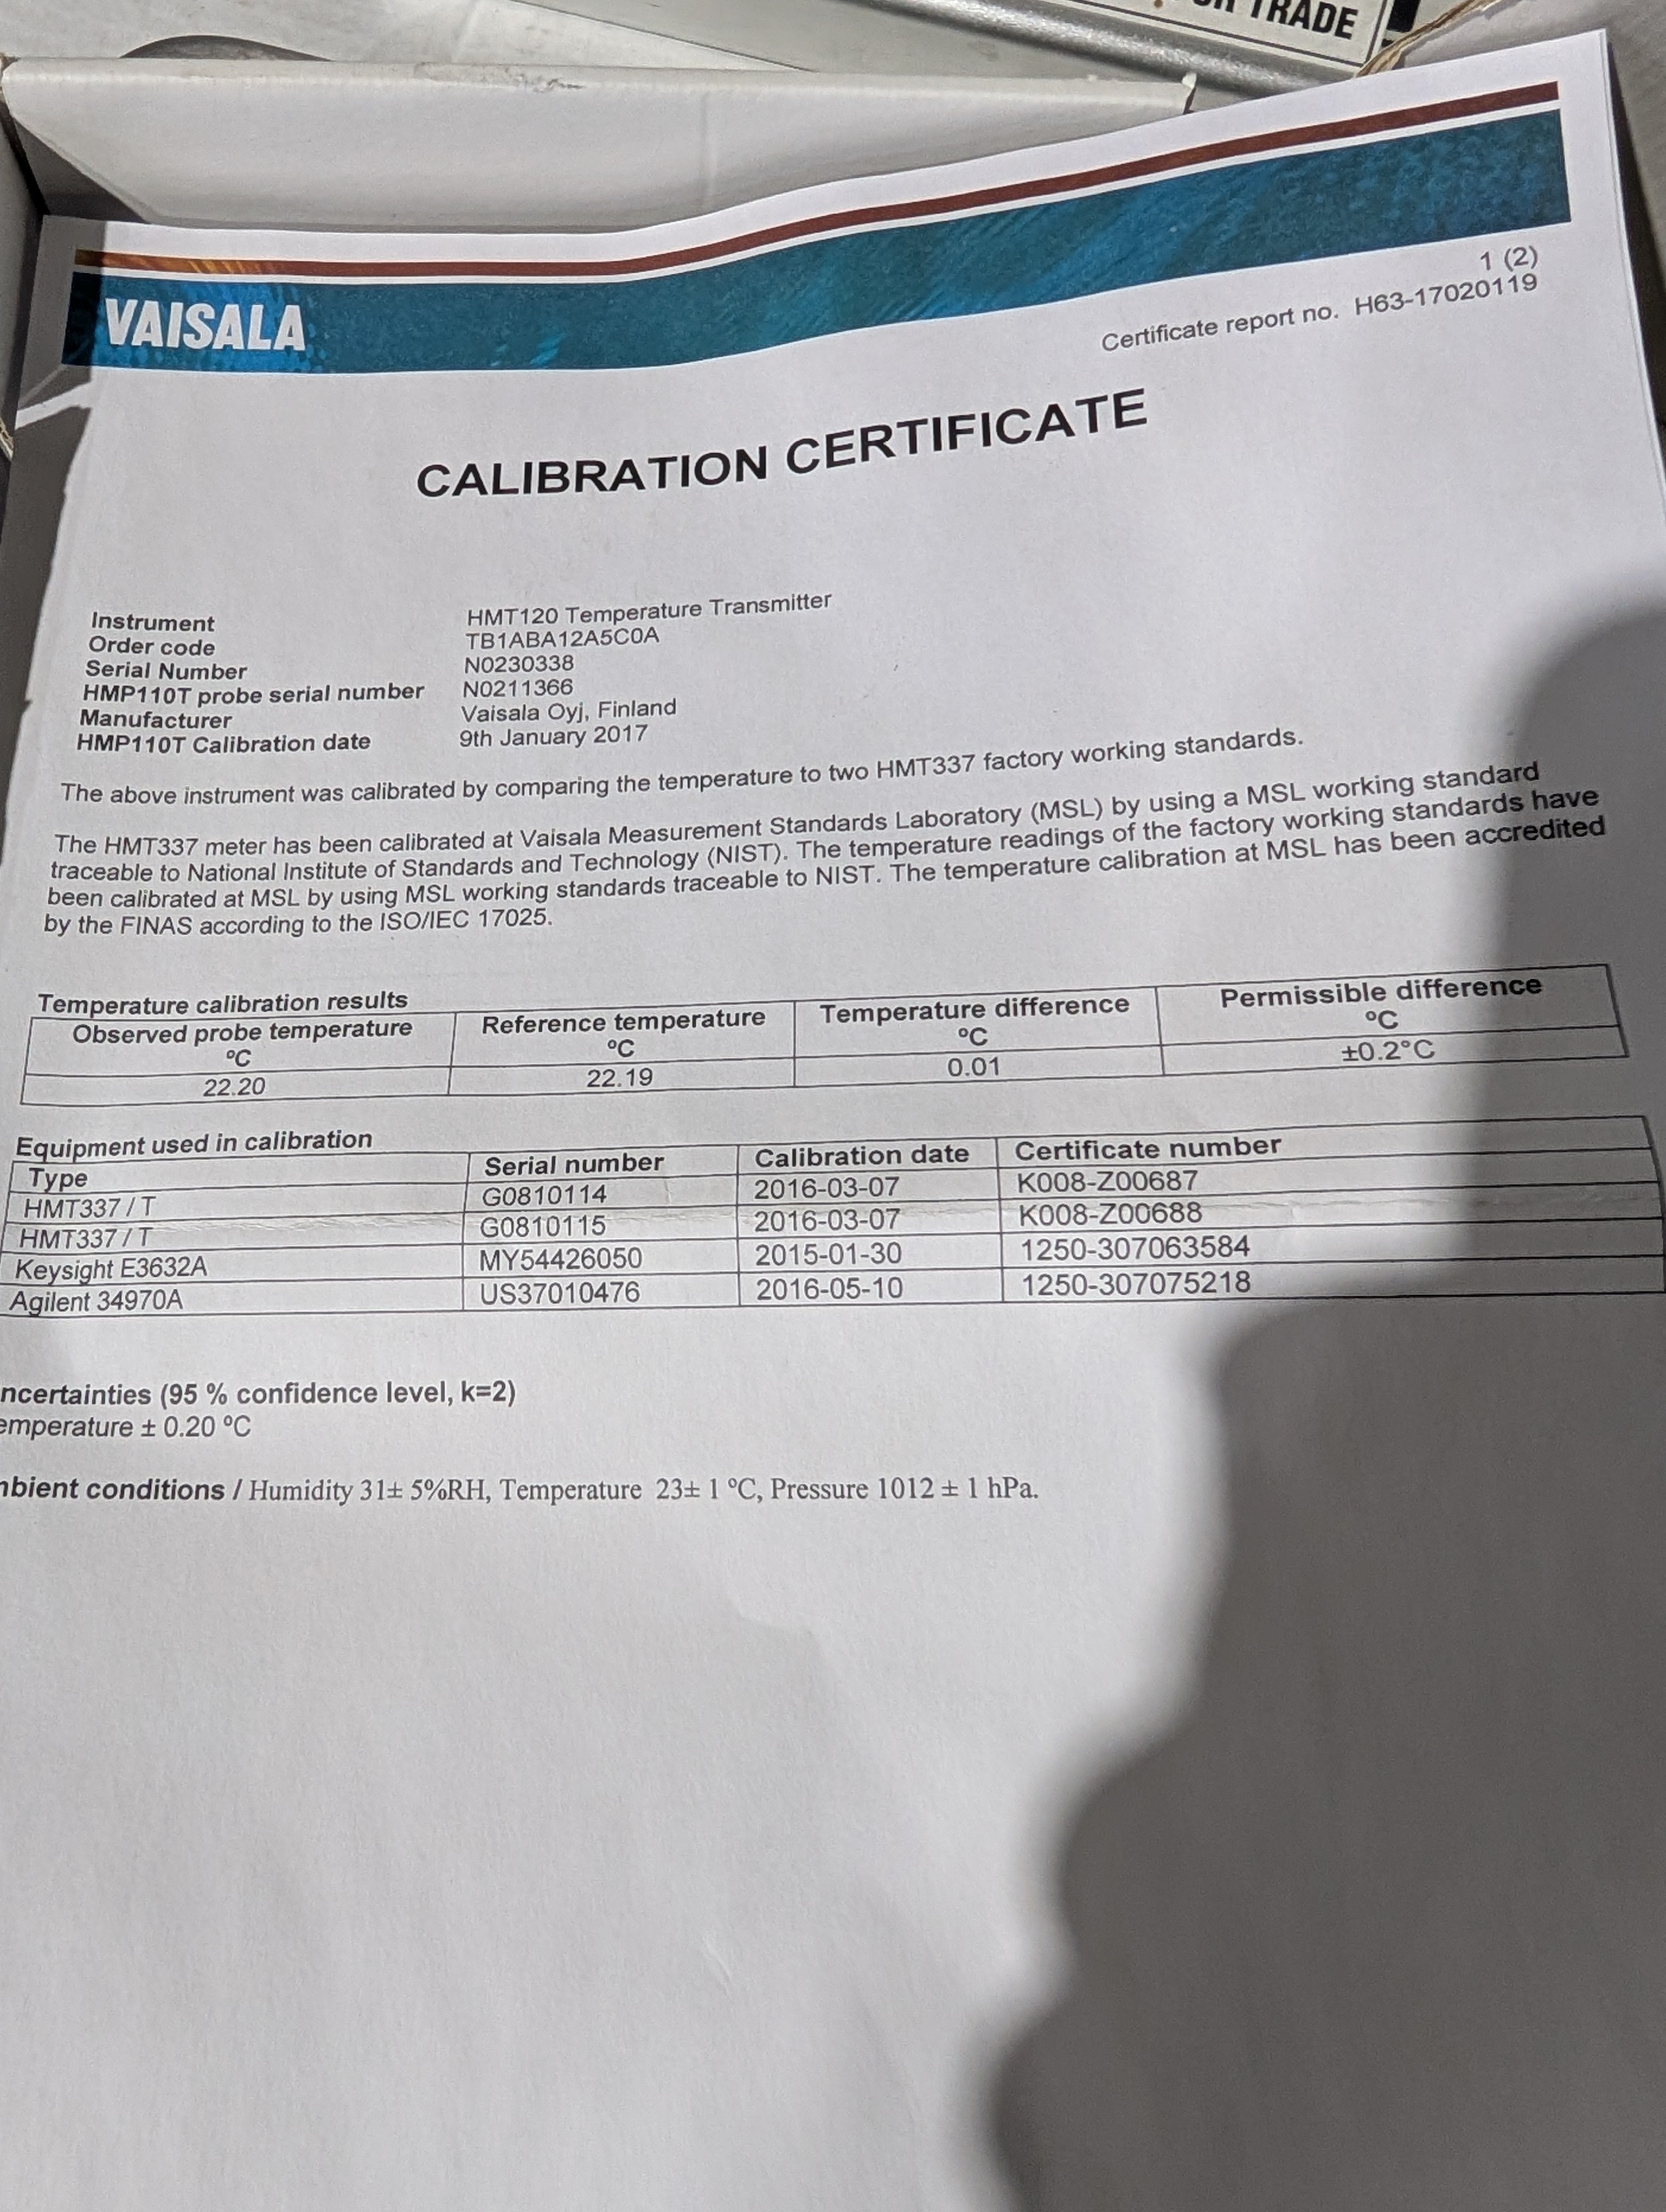 TRADE
VAISALA
1 (2)
Certificate report no. H63-17020119
CALIBRATION CERTIFICATE
Instrument HMT120 Temperature Transmitter
Order code TB1ABA12A5C0A
Serial Number N0230338
HMP110T probe serial number N0211366
Manufacturer Vaisala Oyj, Finland
HMP110T Calibration date 9th January 2017
The above instrument was calibrated by comparing the temperature to two HMT337 factory working standards.
The HMT337 meter has been calibrated at Vaisala Measurement Standards Laboratory (MSL) by using a MSL working standard
traceable to National Institute of Standards and Technology (NIST). The temperature readings of the factory working standards have
been calibrated at MSL by using MSL working standards traceable to NIST. The temperature calibration at MSL has been accredited
by the FINAS according to the ISO/IEC 17025.
Temperature calibration results
Observed probe temperature Reference temperature Temperature difference Permissible difference
ºC ºC ºC ºC
22.20 22.19 0.01 ±0.2°C
Equipment used in calibration
Type Serial number Calibration date Certificate number
HMT337 / T G0810114 2016-03-07 K008-Z00687
HMT337 / T G0810115 2016-03-07 K008-Z00688
Keysight E3632A MY54426050 2015-01-30 1250-307063584
Agilent 34970A US37010476 2016-05-10 1250-307075218
ncertainties (95 % confidence level, k=2)
emperature ± 0.20 ºC
bient conditions / Humidity 31± 5%RH, Temperature 23± 1 ºC, Pressure 1012 ± 1 hPa.